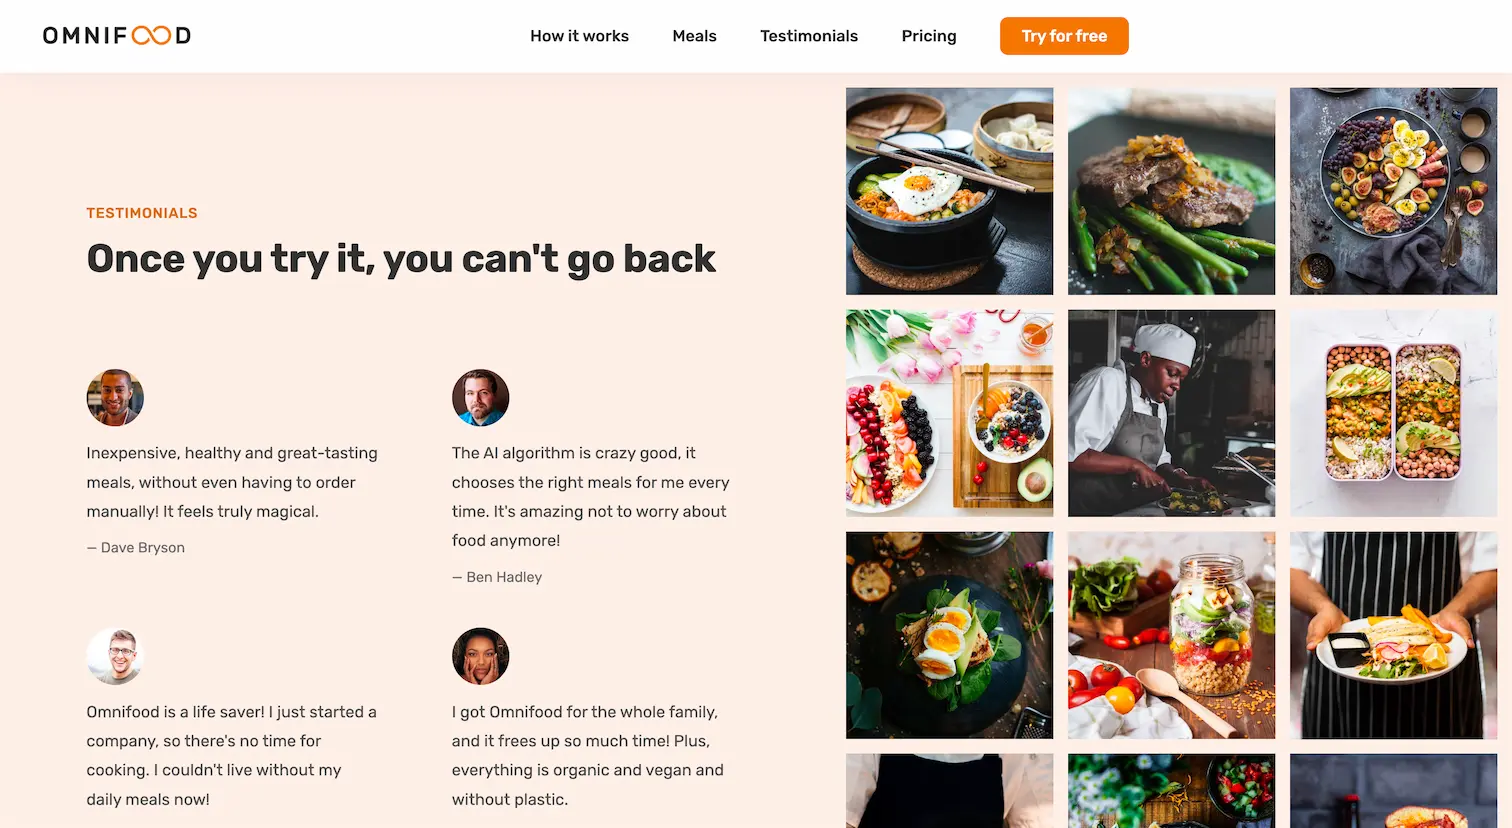 OMNIFOOD
How it works Meals Testimonials Pricing Try for free
TESTIMONIALS
Once you try it, you can't go back
Inexpensive, healthy and great-tasting
meals, without even having to order
manually! It feels truly magical.
— Dave Bryson
The AI algorithm is crazy good, it
chooses the right meals for me every
time. It's amazing not to worry about
food anymore!
— Ben Hadley
Omnifood is a life saver! I just started a
company, so there's no time for
cooking. I couldn't live without my
daily meals now!
I got Omnifood for the whole family,
and it frees up so much time! Plus,
everything is organic and vegan and
without plastic.